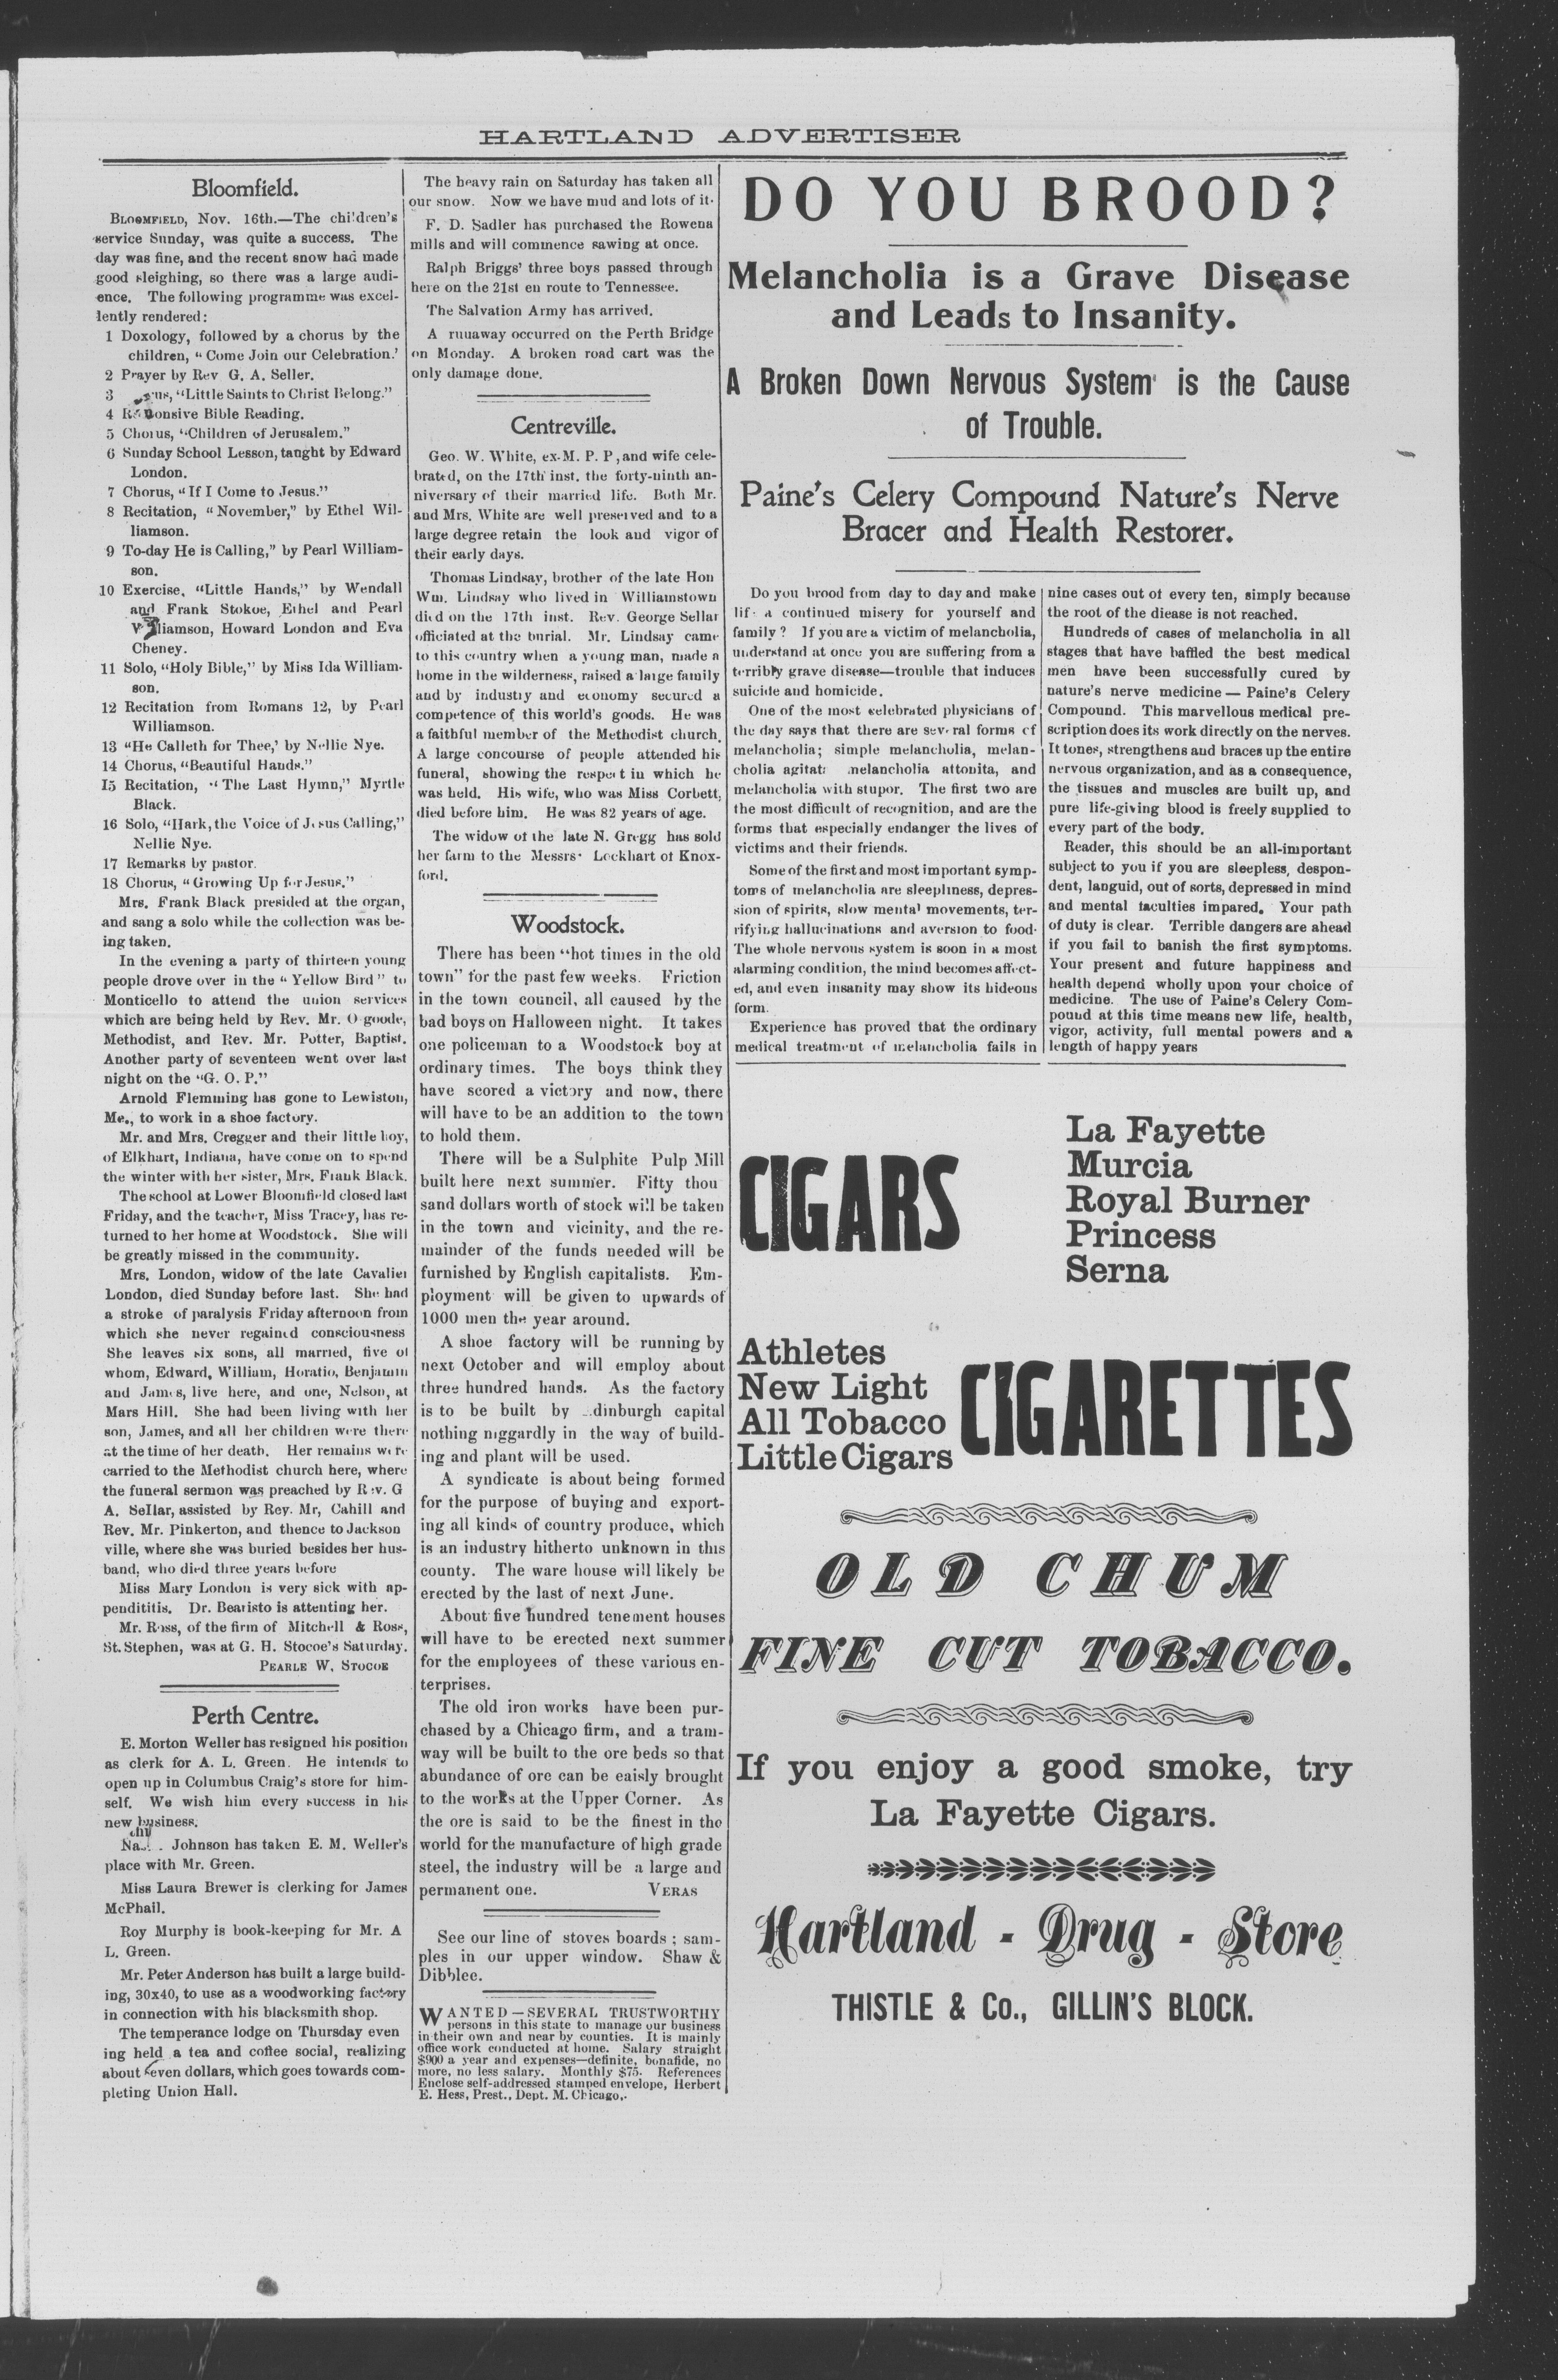 HARTLAND ADVERTISER
Bloomfield.
BLOOMFIELD, Nov. 16th.—The children's
service Sunday, was quite a success. The
day was fine, and the recent snow had made
good sleighing, so there was a large audi-
ence. The following programme was excel-
lently rendered:
1 Doxology, followed by a chorus by the
children, "Come Join our Celebration.'
2 Prayer by Rev G. A. Seller.
3 "Little Saints to Christ Belong."
4 Bible Reading.
5 Chorus, "Children of Jerusalem."
6 Sunday School Lesson, taught by Edward
London.
7 Chorus, "If I Come to Jesus."
8 Recitation, "November," by Ethel Wil-
liamson.
9 To-day He is Calling," by Pearl William-
son.
10 Exercise, "Little Hands," by Wendall
and Frank Stokoe, Ethel and Pearl
Williamson, Howard London and Eva
Cheney.
11 Solo, "Holy Bible," by Miss Ida William-
son.
12 Recitation from Romans 12, by Pearl
Williamson.
13 "He Calleth for Thee,' by Nellie Nye.
14 Chorus, "Beautiful Hands."
15 Recitation, "The Last Hymn," Myrtle
Black.
16 Solo, "Hark, the Voice of Jesus Calling,"
Nellie Nye.
17 Remarks by pastor.
18 Chorus, "Growing Up for Jesus."
Mrs. Frank Black presided at the organ,
and sang a solo while the collection was be-
ing taken.
In the evening a party of thirteen young
people drove over in the "Yellow Bird" to
Monticello to attend the union services
which are being held by Rev. Mr. O goode,
Methodist, and Rev. Mr. Potter, Baptist.
Another party of seventeen went over last
night on the "G. O. P."
Arnold Flemming has gone to Lewiston,
Me., to work in a shoe factory.
Mr. and Mrs. Cregger and their little boy,
of Elkhart, Indiana, have come on to spend
the winter with her sister, Mrs. Frank Black.
The school at Lower Bloomfield closed last
Friday, and the teacher, Miss Tracey, has re-
turned to her home at Woodstock. She will
be greatly missed in the community.
Mrs. London, widow of the late Cavalier
London, died Sunday before last. She had
a stroke of paralysis Friday afternoon from
which she never regained consciousness
She leaves six sons, all married, five of
whom, Edward, William, Horatio, Benjamin
and James, live here, and one, Nelson, at
Mars Hill. She had been living with her
son, James, and all her children were there
at the time of her death. Her remains were
carried to the Methodist church here, where
the funeral sermon was preached by Rev. G
A. Sellar, assisted by Rey. Mr, Cahill and
Rev. Mr. Pinkerton, and thence to Jackson
ville, where she was buried besides her hus-
band, who died three years before
Miss Mary London is very sick with ap-
pendititis. Dr. Bearisto is attenting her.
Mr. Ross, of the firm of Mitchell & Ross,
St. Stephen, was at G. H. Stocoe's Saturday.
PEARLE W, STOCOE
Perth Centre.
E. Morton Weller has resigned his position
as clerk for A. L. Green. He intends to
open up in Columbus Craig's store for him-
self. We wish him every success in his
new business.
Johnson has taken E. M. Weller's
place with Mr. Green.
Miss Laura Brewer is clerking for James
McPhail.
Roy Murphy is book-keeping for Mr. A
L. Green.
Mr. Peter Anderson has built a large build-
ing, 30x40, to use as a woodworking factory
in connection with his blacksmith shop.
The temperance lodge on Thursday even
ing held a tea and coffee social, realizing
about seven dollars, which goes towards com-
pleting Union Hall.
The heavy rain on Saturday has taken all
our snow. Now we have mud and lots of it.
F. D. Sadler has purchased the Rowena
mills and will commence sawing at once.
Ralph Briggs' three boys passed through
here on the 21st en route to Tennessee.
The Salvation Army has arrived.
A runaway occurred on the Perth Bridge
on Monday. A broken road cart was the
only damage done.
Centreville.
Geo. W. White, ex-M. P. P, and wife cele-
brated, on the 17th inst. the forty-ninth an-
niversary of their married life. Both Mr.
and Mrs. White are well preserved and to a
large degree retain the look and vigor of
their early days.
Thomas Lindsay, brother of the late Hon
Wm. Lindsay who lived in Williamstown
died on the 17th inst. Rev. George Sellar
officiated at the burial. Mr. Lindsay came
to this country when a young man, made a
home in the wilderness, raised a large family
and by industry and economy secured a
competence of this world's goods. He was
a faithful member of the Methodist church.
A large concourse of people attended his
funeral, showing the respect in which he
was held. His wife, who was Miss Corbett,
died before him. He was 82 years of age.
The widow of the late N. Gregg has sold
her farm to the Messrs. Lockhart of Knox-
ford.
Woodstock.
There has been "hot times in the old
town" for the past few weeks. Friction
in the town council, all caused by the
bad boys on Halloween night. It takes
one policeman to a Woodstock boy at
ordinary times. The boys think they
have scored a victory and now, there
will have to be an addition to the town
to hold them.
There will be a Sulphite Pulp Mill
built here next summer. Fifty thou
sand dollars worth of stock will be taken
in the town and vicinity, and the re-
mainder of the funds needed will be
furnished by English capitalists. Em-
ployment will be given to upwards of
1000 men the year around.
A shoe factory will be running by
next October and will employ about
three hundred hands. As the factory
is to be built by dinburgh capital
nothing niggardly in the way of build-
ing and plant will be used.
A syndicate is about being formed
for the purpose of buying and export-
ing all kinds of country produce, which
is an industry hitherto unknown in this
county. The ware house will likely be
erected by the last of next June.
About five hundred tenement houses
will have to be erected next summer
for the employees of these various en-
terprises.
The old iron works have been pur-
chased by a Chicago firm, and a tram-
way will be built to the ore beds so that
abundance of ore can be eaisly brought
to the works at the Upper Corner. As
the ore is said to be the finest in the
world for the manufacture of high grade
steel, the industry will be a large and
permanent one. VERAS
See our line of stoves boards; sam-
ples in our upper window. Shaw &
Dibblee.
WANTED—SEVERAL TRUSTWORTHY
persons in this state to manage our business
in their own and near by counties. It is mainly
office work conducted at home. Salary straight
$900 a year and expenses—definite, bonafide, no
more, no less salary. Monthly $75. References
Enclose self-addressed stamped envelope, Herbert
E. Hess, Prest., Dept. M. Chicago,.
DO YOU BROOD?
Melancholia is a Grave Disease
and Leads to Insanity.
A Broken Down Nervous System is the Cause
of Trouble.
Paine's Celery Compound Nature's Nerve
Bracer and Health Restorer.
Do you brood from day to day and make
life a continued misery for yourself and
family? If you are a victim of melancholia,
understand at once you are suffering from a
terribly grave disease—trouble that induces
suicide and homicide.
One of the most celebrated physicians of
the day says that there are several forms of
melancholia; simple melancholia, melan-
cholia agitata melancholia attonita, and
melancholia with stupor. The first two are
the most difficult of recognition, and are the
forms that especially endanger the lives of
victims and their friends.
Some of the first and most important symp-
toms of melancholia are sleepliness, depres-
sion of spirits, slow mental movements, ter-
rifying hallucinations and aversion to food.
The whole nervous system is soon in a most
alarming condition, the mind becomes affect-
ed, and even insanity may show its hideous
form.
Experience has proved that the ordinary
medical treatment of melancholia fails in
nine cases out of every ten, simply because
the root of the diease is not reached.
Hundreds of cases of melancholia in all
stages that have baffled the best medical
men have been successfully cured by
nature's nerve medicine — Paine's Celery
Compound. This marvellous medical pre-
scription does its work directly on the nerves.
It tones, strengthens and braces up the entire
nervous organization, and as a consequence,
the tissues and muscles are built up, and
pure life-giving blood is freely supplied to
every part of the body.
Reader, this should be an all-important
subject to you if you are sleepless, despon-
dent, languid, out of sorts, depressed in mind
and mental faculties impared. Your path
of duty is clear. Terrible dangers are ahead
if you fail to banish the first symptoms.
Your present and future happiness and
health depend wholly upon your choice of
medicine. The use of Paine's Celery Com-
pound at this time means new life, health,
vigor, activity, full mental powers and a
length of happy years
CIGARS
La Fayette
Murcia
Royal Burner
Princess
Serna
Athletes
New Light
All Tobacco
Little Cigars
CIGARETTES
OLD CHUM
FINE CUT TOBACCO.
If you enjoy a good smoke, try
La Fayette Cigars.
Hartland - Drug - Store
THISTLE & Co., GILLIN'S BLOCK.